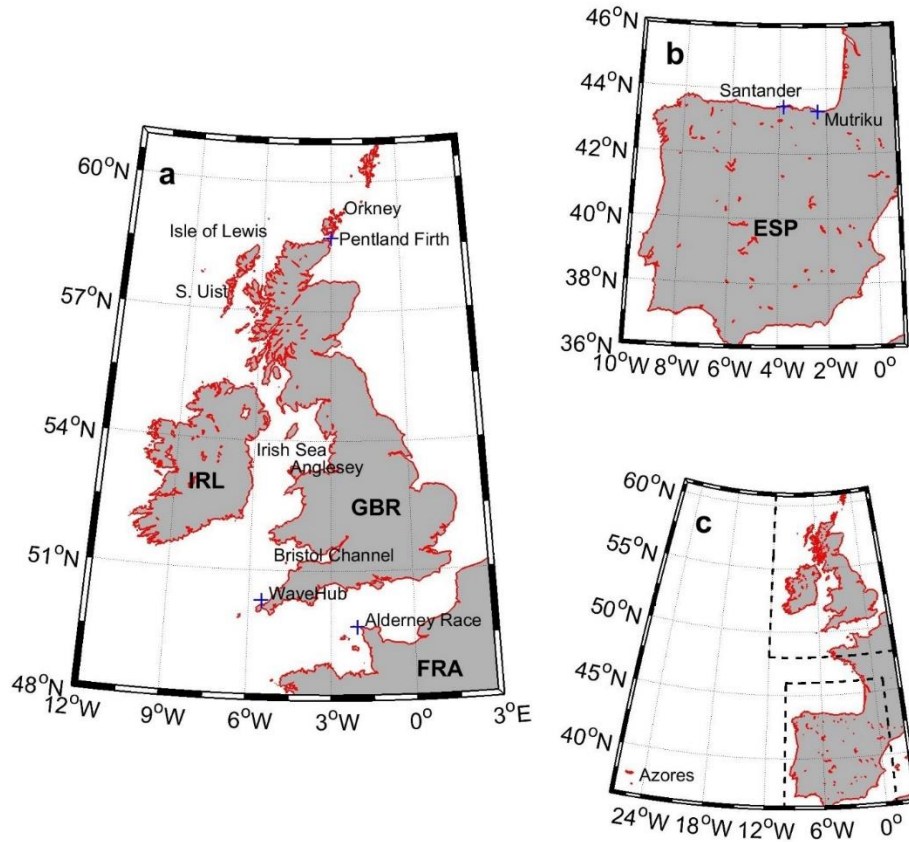 a
60°N
57°N
54°N
51°N
48°N
12°W 9°W 6°W 3°W 0° 3°E
Orkney
Isle of Lewis
Pentland Firth
S. Uist
Irish Sea
Anglesey
IRL
GBR
Bristol Channel
WaveHub
Alderney Race
FRA
b
46°N
44°N
42°N
40°N
38°N
36°N
10°W 8°W 6°W 4°W 2°W 0°
Santander
Mutriku
ESP
c
60°N
55°N
50°N
45°N
40°N
24°W 18°W 12°W 6°W 0°
Azores